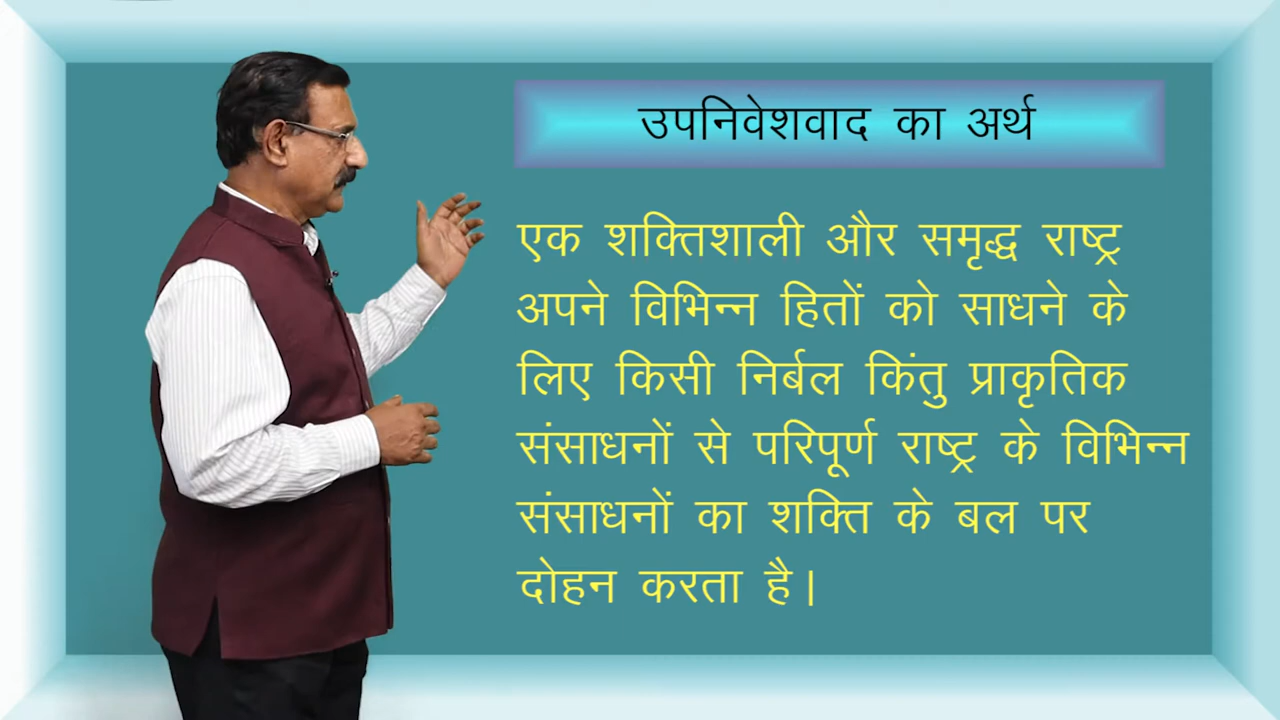 उपनिवेशवाद का अर्थ
एक शक्तिशाली और समृद्ध राष्ट्र
अपने विभिन्न हितों को साधने के
लिए किसी निर्बल किंतु प्राकृतिक
संसाधनों से परिपूर्ण राष्ट्र के विभिन्न
संसाधनों का शक्ति के बल पर
दोहन करता है।